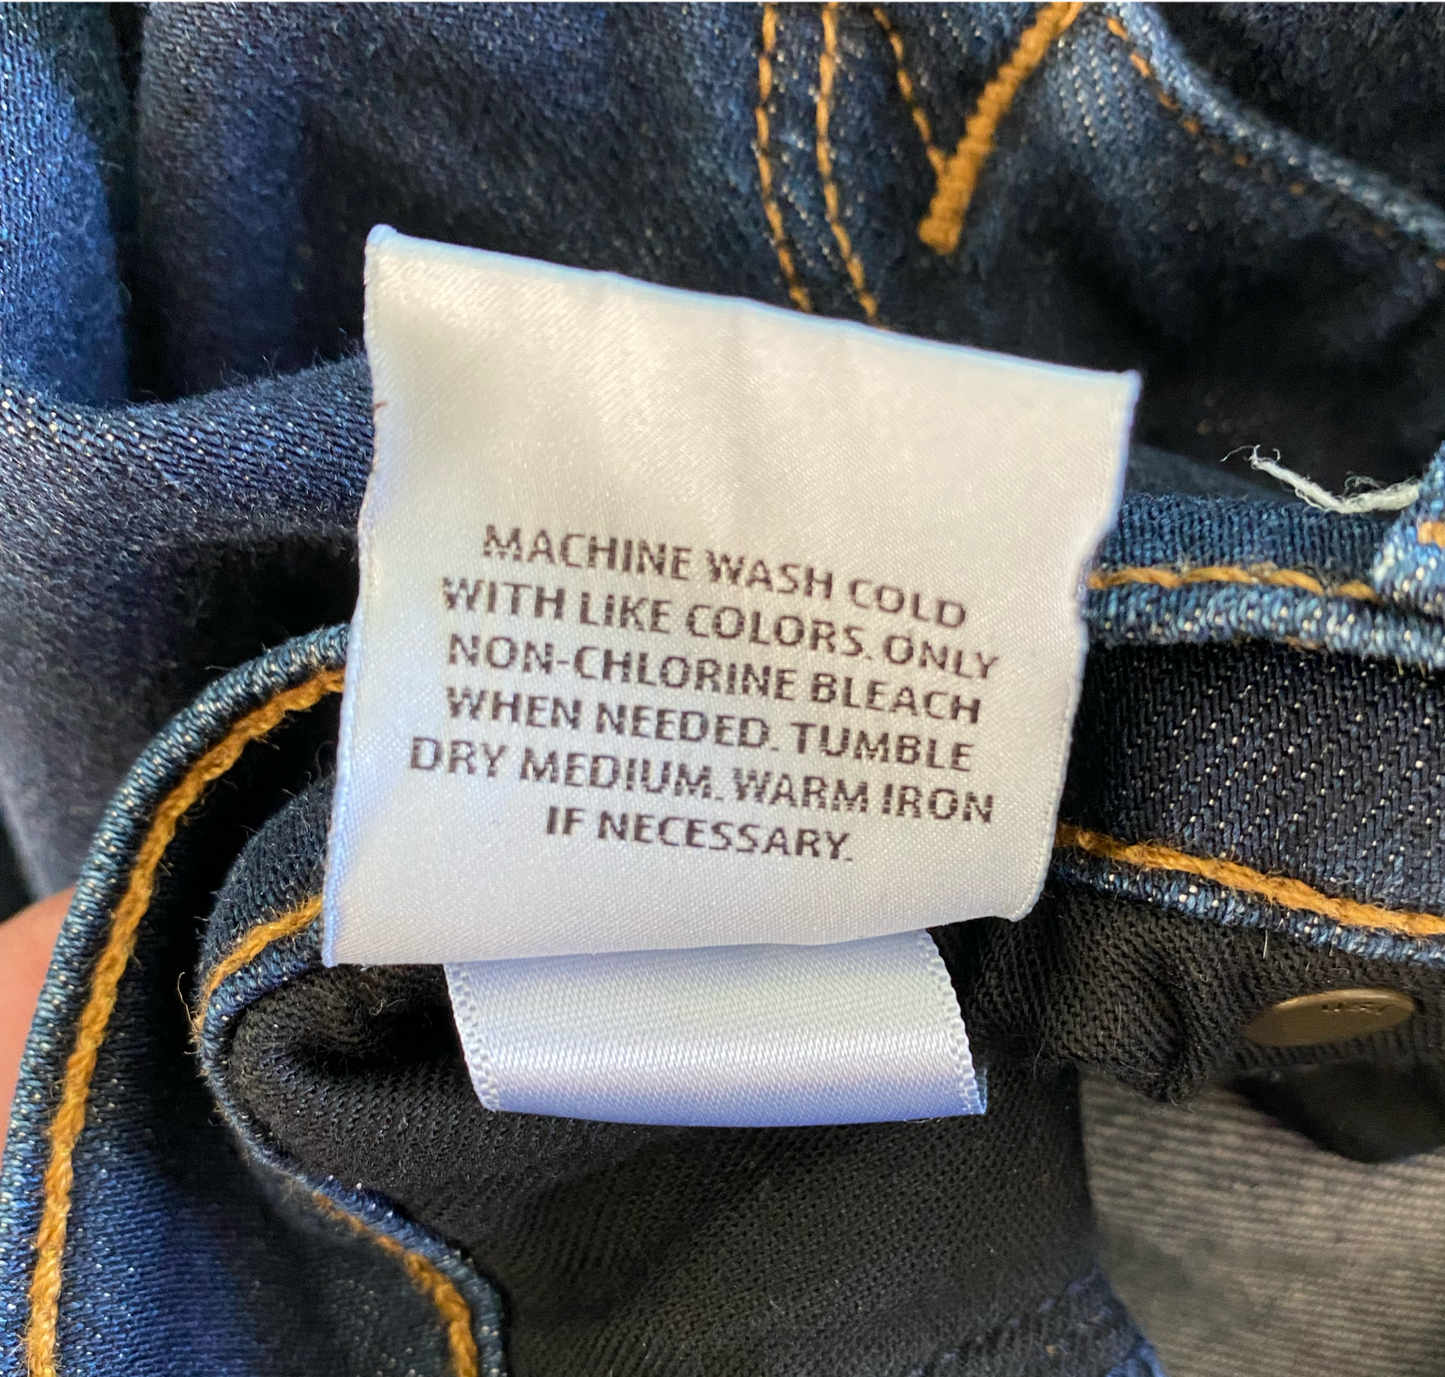 MACHINE WASH COLD
WITH LIKE COLORS. ONLY
NON-CHLORINE BLEACH
WHEN NEEDED. TUMBLE
DRY MEDIUM. WARM IRON
IF NECESSARY.